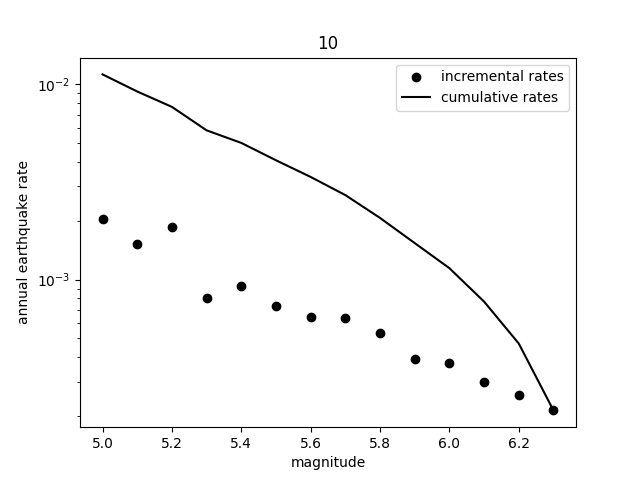 10
incremental rates
cumulative rates
10⁻²
10⁻³
annual earthquake rate
5.0 5.2 5.4 5.6 5.8 6.0 6.2
magnitude